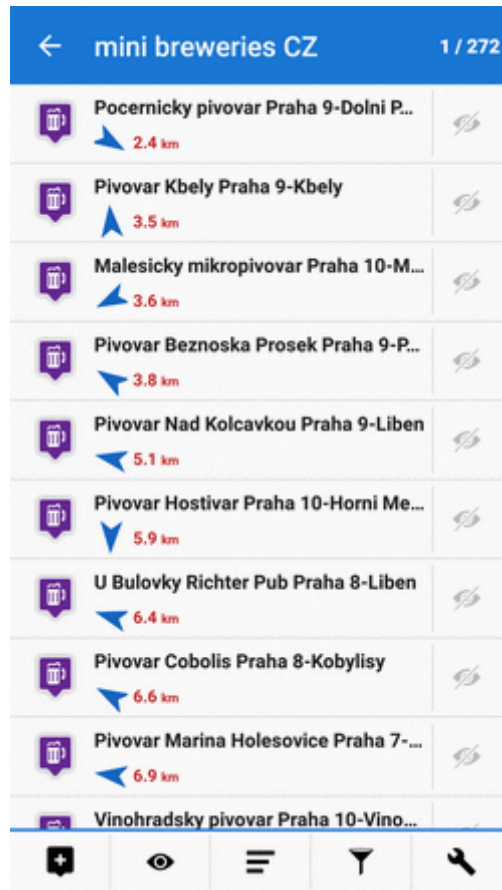 mini breweries CZ
1 / 272
Pocernicky pivovar Praha 9-Dolni P...
2.4 km
Pivovar Kbely Praha 9-Kbely
3.5 km
Malesicky mikropivovar Praha 10-M...
3.6 km
Pivovar Beznoska Prosek Praha 9-P...
3.8 km
Pivovar Nad Kolcavkou Praha 9-Liben
5.1 km
Pivovar Hostivar Praha 10-Horni Me...
5.9 km
U Bulovky Richter Pub Praha 8-Liben
6.4 km
Pivovar Cobolis Praha 8-Kobylisy
6.6 km
Pivovar Marina Holesovice Praha 7-...
6.9 km
Vinohradsky pivovar Praha 10-Vino...